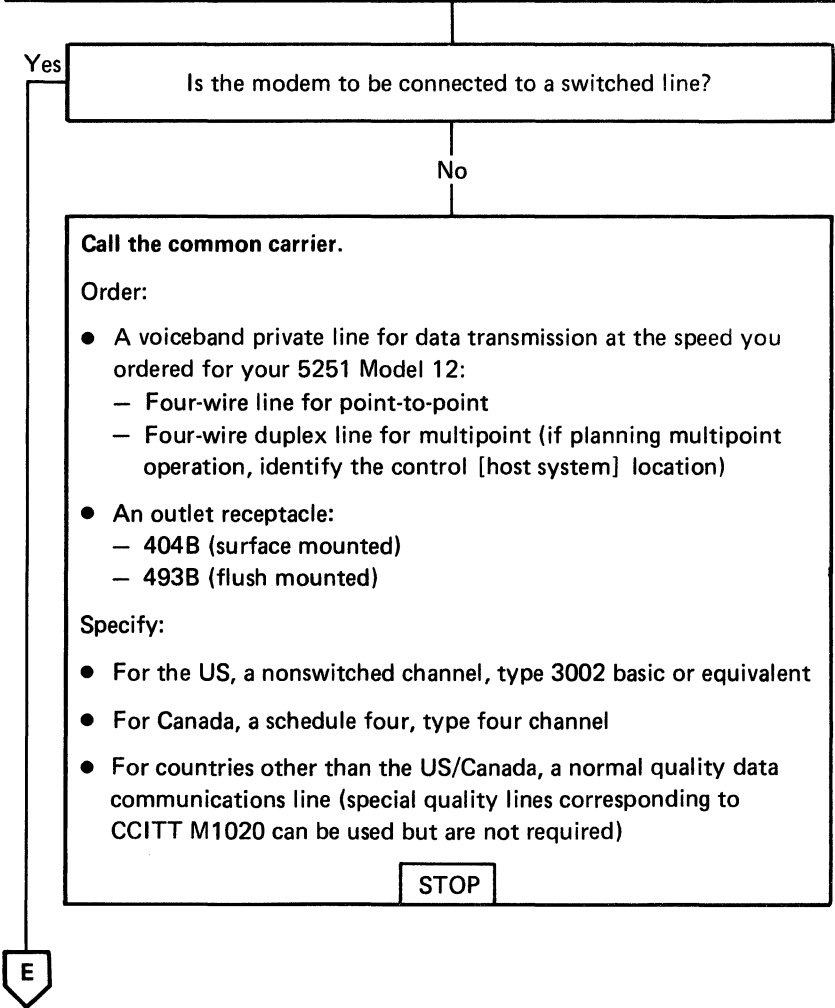 Yes
Is the modem to be connected to a switched line?
No
Call the common carrier.
Order:
● A voiceband private line for data transmission at the speed you
ordered for your 5251 Model 12:
— Four-wire line for point-to-point
— Four-wire duplex line for multipoint (if planning multipoint
operation, identify the control [host system] location)
● An outlet receptacle:
— 404B (surface mounted)
— 493B (flush mounted)
Specify:
● For the US, a nonswitched channel, type 3002 basic or equivalent
● For Canada, a schedule four, type four channel
● For countries other than the US/Canada, a normal quality data
communications line (special quality lines corresponding to
CCITT M1020 can be used but are not required)
STOP
E